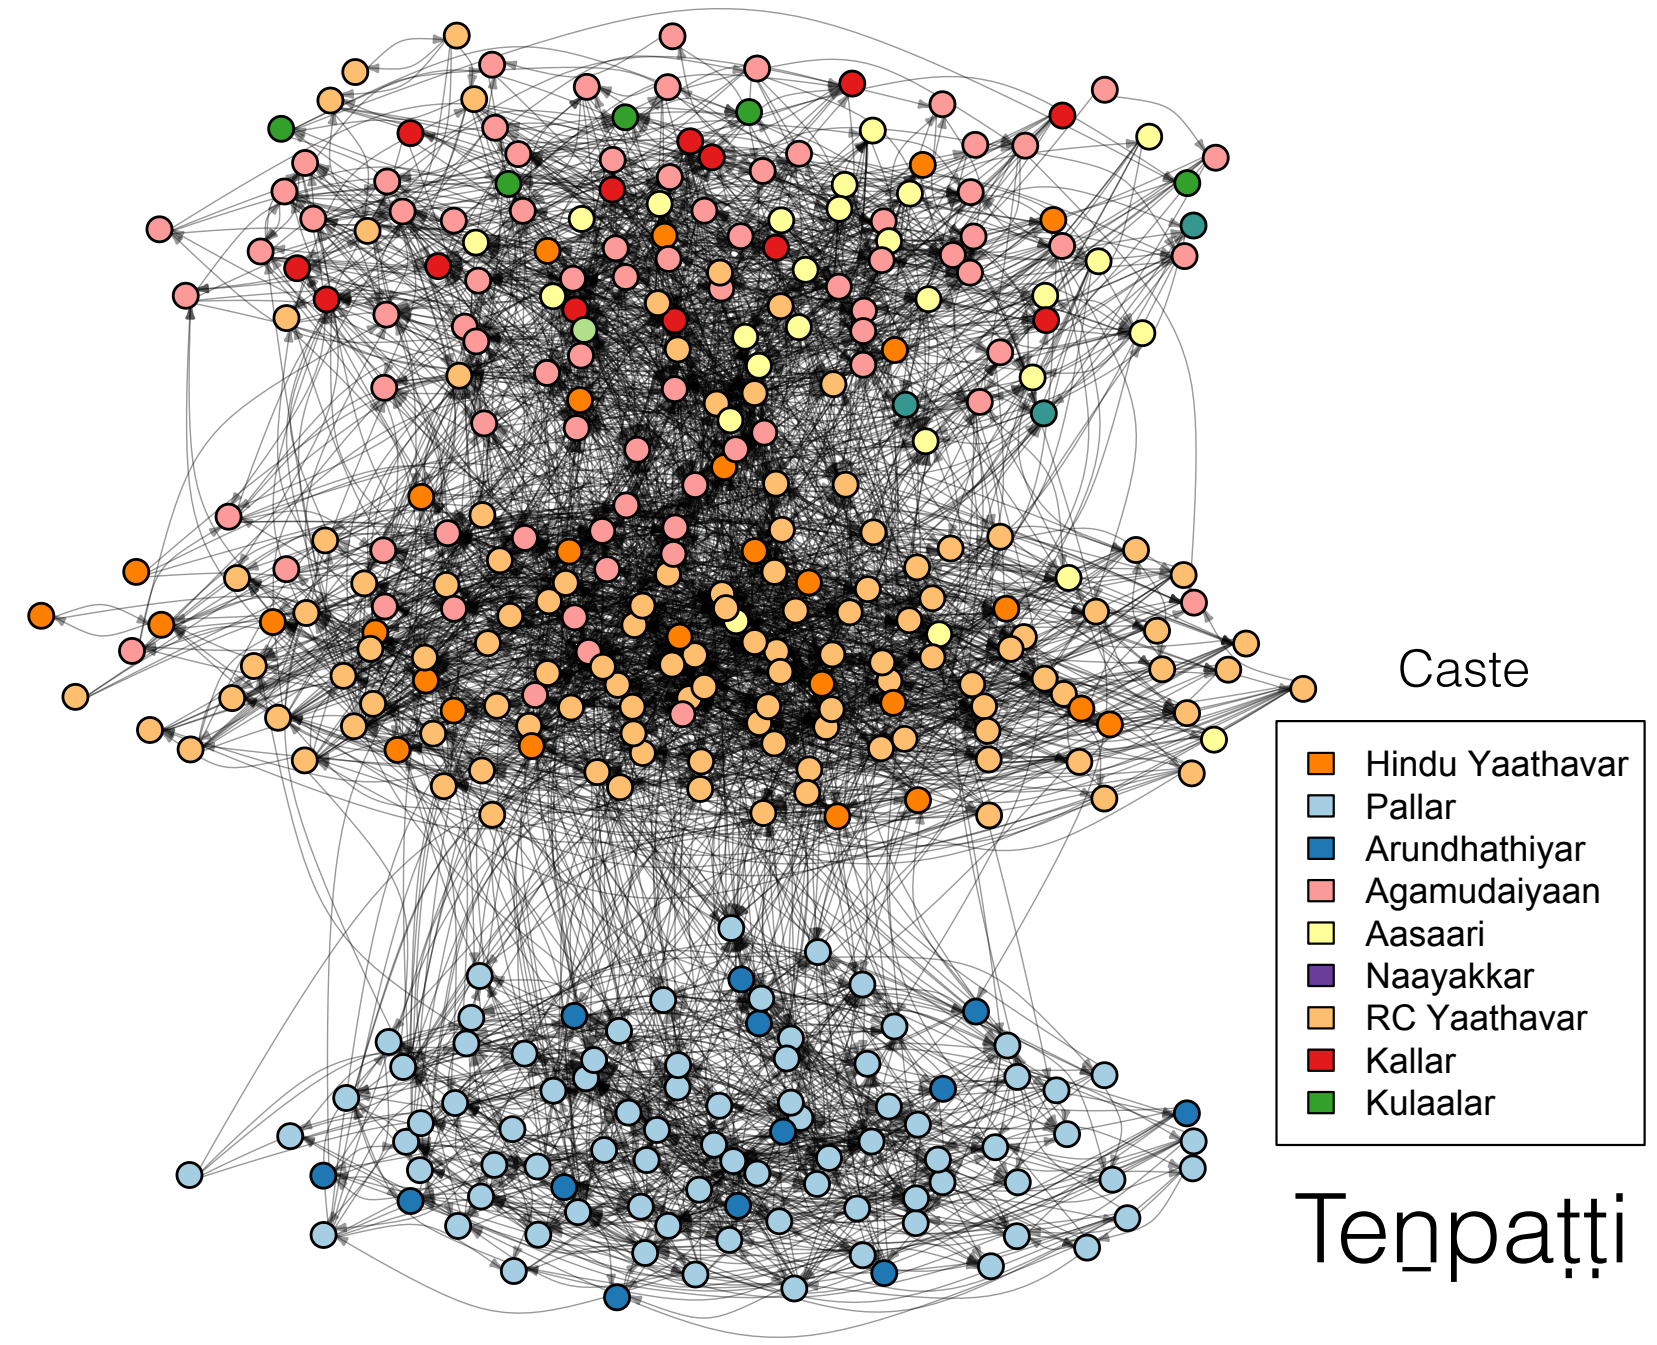 Caste
Hindu Yaathavar
Pallar
Arundhathiyar
Agamudaiyaan
Aasaari
Naayakkar
RC Yaathavar
Kallar
Kulaalar
Teṉpaṭṭi